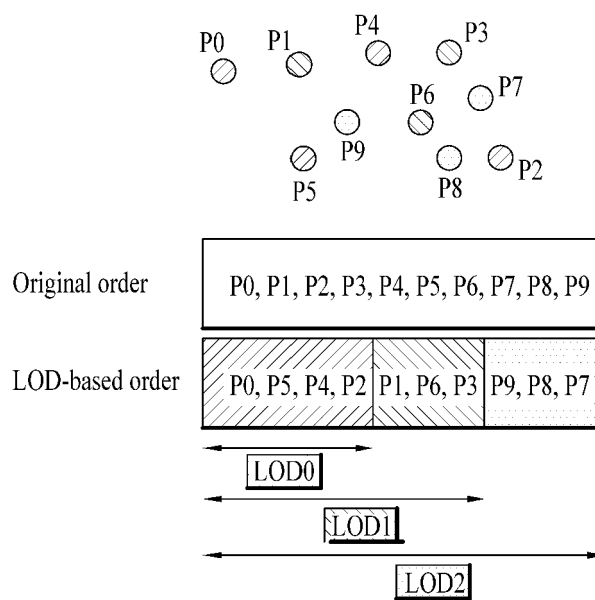 P0 P1 P4 P3
P7
P6
P9
P5 P8 P2
Original order P0, P1, P2, P3, P4, P5, P6, P7, P8, P9
LOD-based order P0, P5, P4, P2 P1, P6, P3 P9, P8, P7
LOD0
LOD1
LOD2